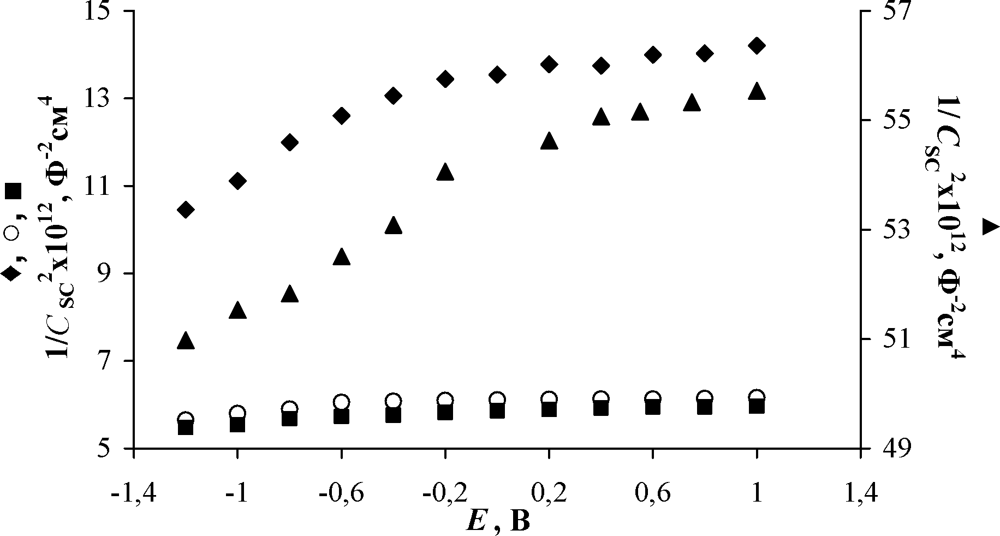 ◆, ○, ■
1/C_SC^2x10^12, Ф^-2см^4
15
13
11
9
7
5
57
55
53
51
49
1/C_SC^2x10^12, Ф^-2см^4
▲
-1,4 -1 -0,6 -0,2 0,2 0,6 1 1,4
E, В